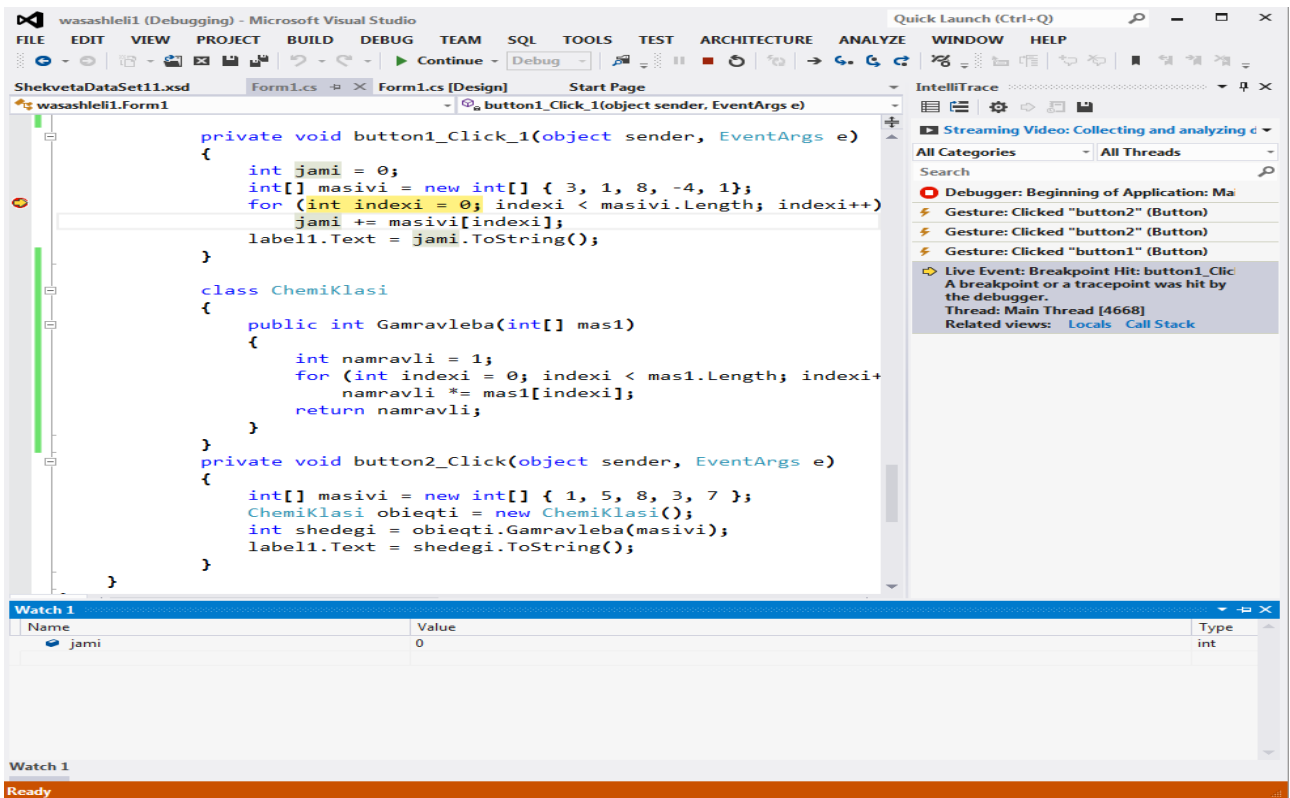 wasashleli1 (Debugging) - Microsoft Visual Studio
Quick Launch (Ctrl+Q)
FILE EDIT VIEW PROJECT BUILD DEBUG TEAM SQL TOOLS TEST ARCHITECTURE ANALYZE WINDOW HELP
Continue Debug
ShekvetaDataSet11.xsd Form1.cs Form1.cs [Design] Start Page
wasashleli1.Form1 button1_Click_1(object sender, EventArgs e)
private void button1_Click_1(object sender, EventArgs e)
{
int jami = 0;
int[] masivi = new int[] { 3, 1, 8, -4, 1};
for (int indexi = 0; indexi < masivi.Length; indexi++)
jami += masivi[indexi];
label1.Text = jami.ToString();
}
class ChemiKlasi
{
public int Gamravleba(int[] mas1)
{
int namravli = 1;
for (int indexi = 0; indexi < mas1.Length; indexi+
namravli *= mas1[indexi];
return namravli;
}
}
private void button2_Click(object sender, EventArgs e)
{
int[] masivi = new int[] { 1, 5, 8, 3, 7 };
ChemiKlasi obieqti = new ChemiKlasi();
int shedegi = obieqti.Gamravleba(masivi);
label1.Text = shedegi.ToString();
}
}
IntelliTrace
Streaming Video: Collecting and analyzing d
All Categories All Threads
Search
Debugger: Beginning of Application: Mai
Gesture: Clicked "button2" (Button)
Gesture: Clicked "button2" (Button)
Gesture: Clicked "button1" (Button)
Live Event: Breakpoint Hit: button1_Clic
A breakpoint or a tracepoint was hit by
the debugger.
Thread: Main Thread [4668]
Related views: Locals Call Stack
Watch 1
Name Value Type
jami 0 int
Watch 1
Ready